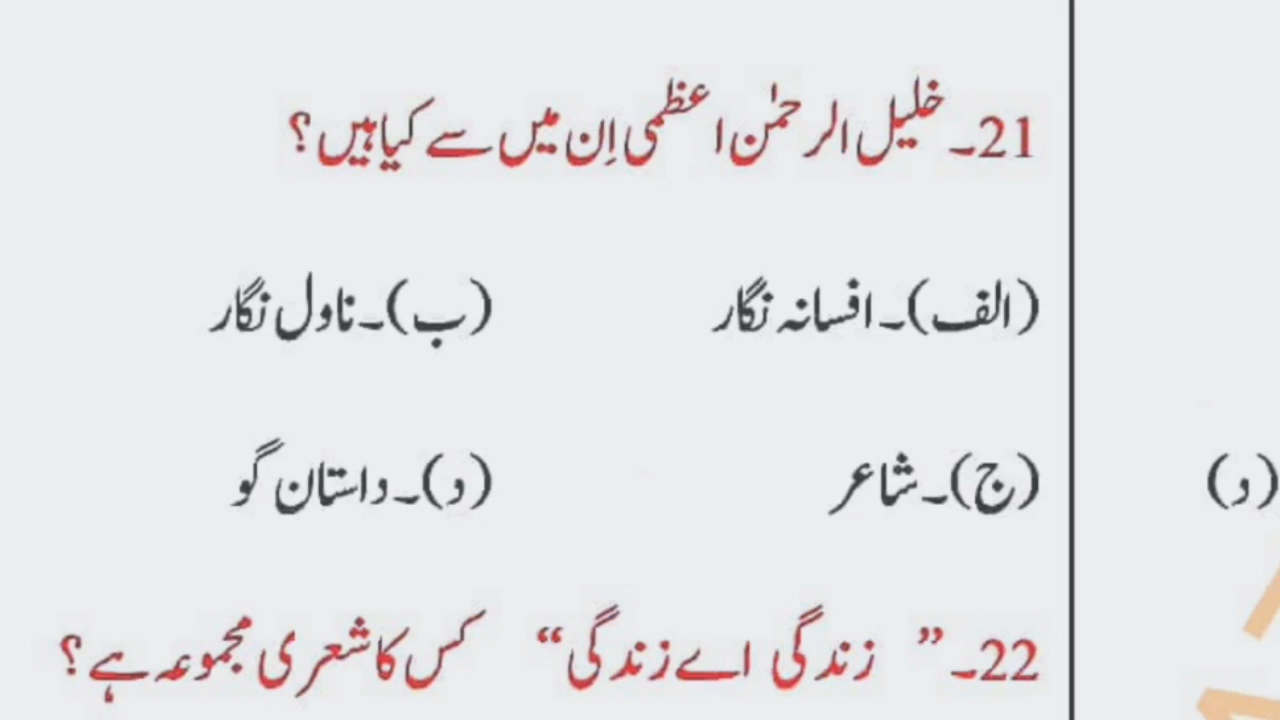 21۔ خلیل الرحمٰن اعظمی اِن میں سے کیا ہیں؟
(الف)۔ افسانہ نگار (ب)۔ ناول نگار
(ج)۔ شاعر (د)۔ داستان گو
(د)
22۔ ” زندگی اے زندگی “ کس کا شعری مجموعہ ہے؟